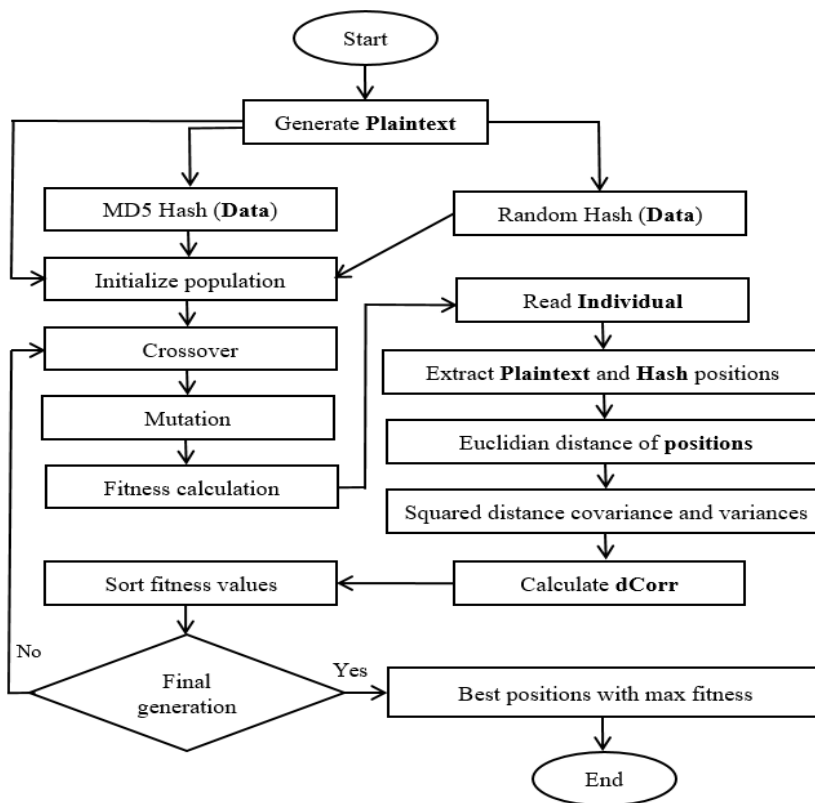 Start
Generate Plaintext
MD5 Hash (Data)
Random Hash (Data)
Initialize population
Read Individual
Crossover
Extract Plaintext and Hash positions
Mutation
Euclidian distance of positions
Fitness calculation
Squared distance covariance and variances
Sort fitness values
Calculate dCorr
No
Yes
Final
generation
Best positions with max fitness
End